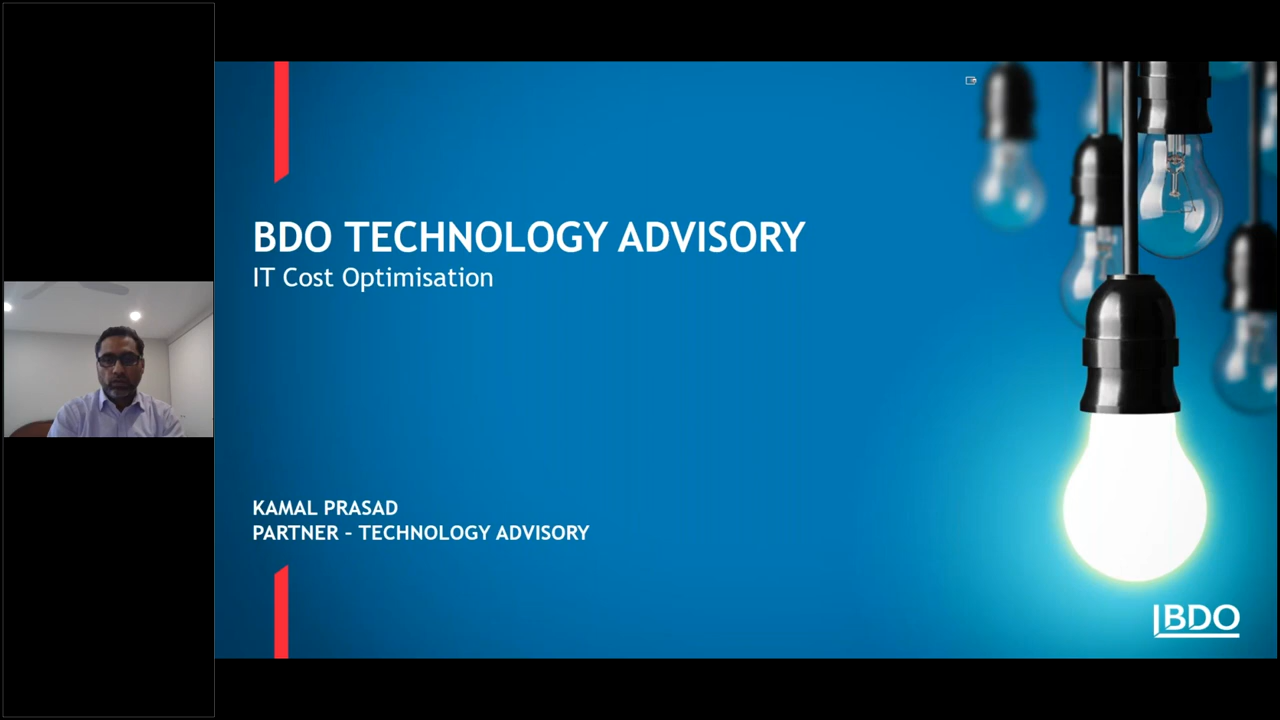 BDO TECHNOLOGY ADVISORY
IT Cost Optimisation
KAMAL PRASAD
PARTNER – TECHNOLOGY ADVISORY
BDO